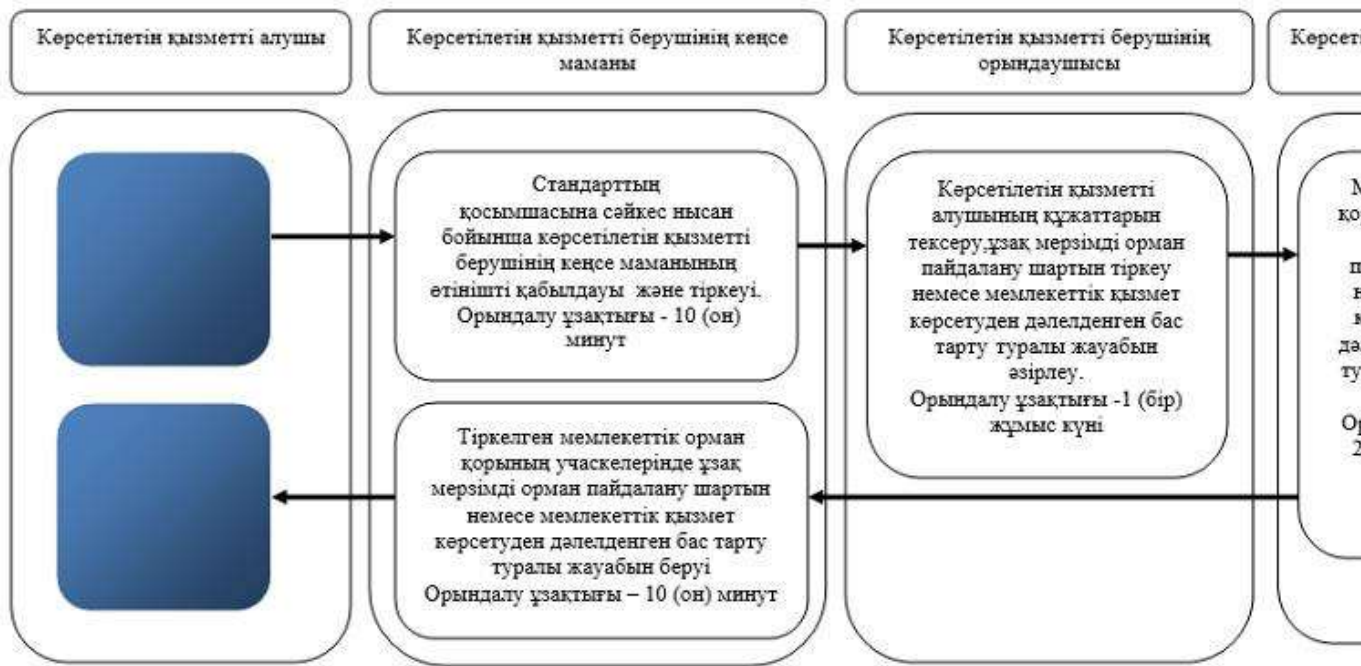 Көрсетілетін қызметті алушы
Көрсетілетін қызметті берушінің кеңсе
маманы
Көрсетілетін қызметті берушінің
орындаушысы
Стандарттың
қосымшасына сәйкес нысан
бойынша көрсетілетін қызметті
берушінің кеңсе маманының
өтінішті қабылдауы және тіркеуі.
Орындалу ұзақтығы - 10 (он)
минут
Тіркелген мемлекеттік орман
қорының учаскелерінде ұзақ
мерзімді орман пайдалану шартын
немесе мемлекеттік қызмет
көрсетуден дәлелденген бас тарту
туралы жауабын беруі
Орындалу ұзақтығы – 10 (он) минут
Көрсетілетін қызметті
алушының құжаттарын
тексеру,ұзақ мерзімді орман
пайдалану шартын тіркеу
немесе мемлекеттік қызмет
көрсетуден дәлелденген бас
тарту туралы жауабын
әзірлеу.
Орындалу ұзақтығы -1 (бір)
жұмыс күні